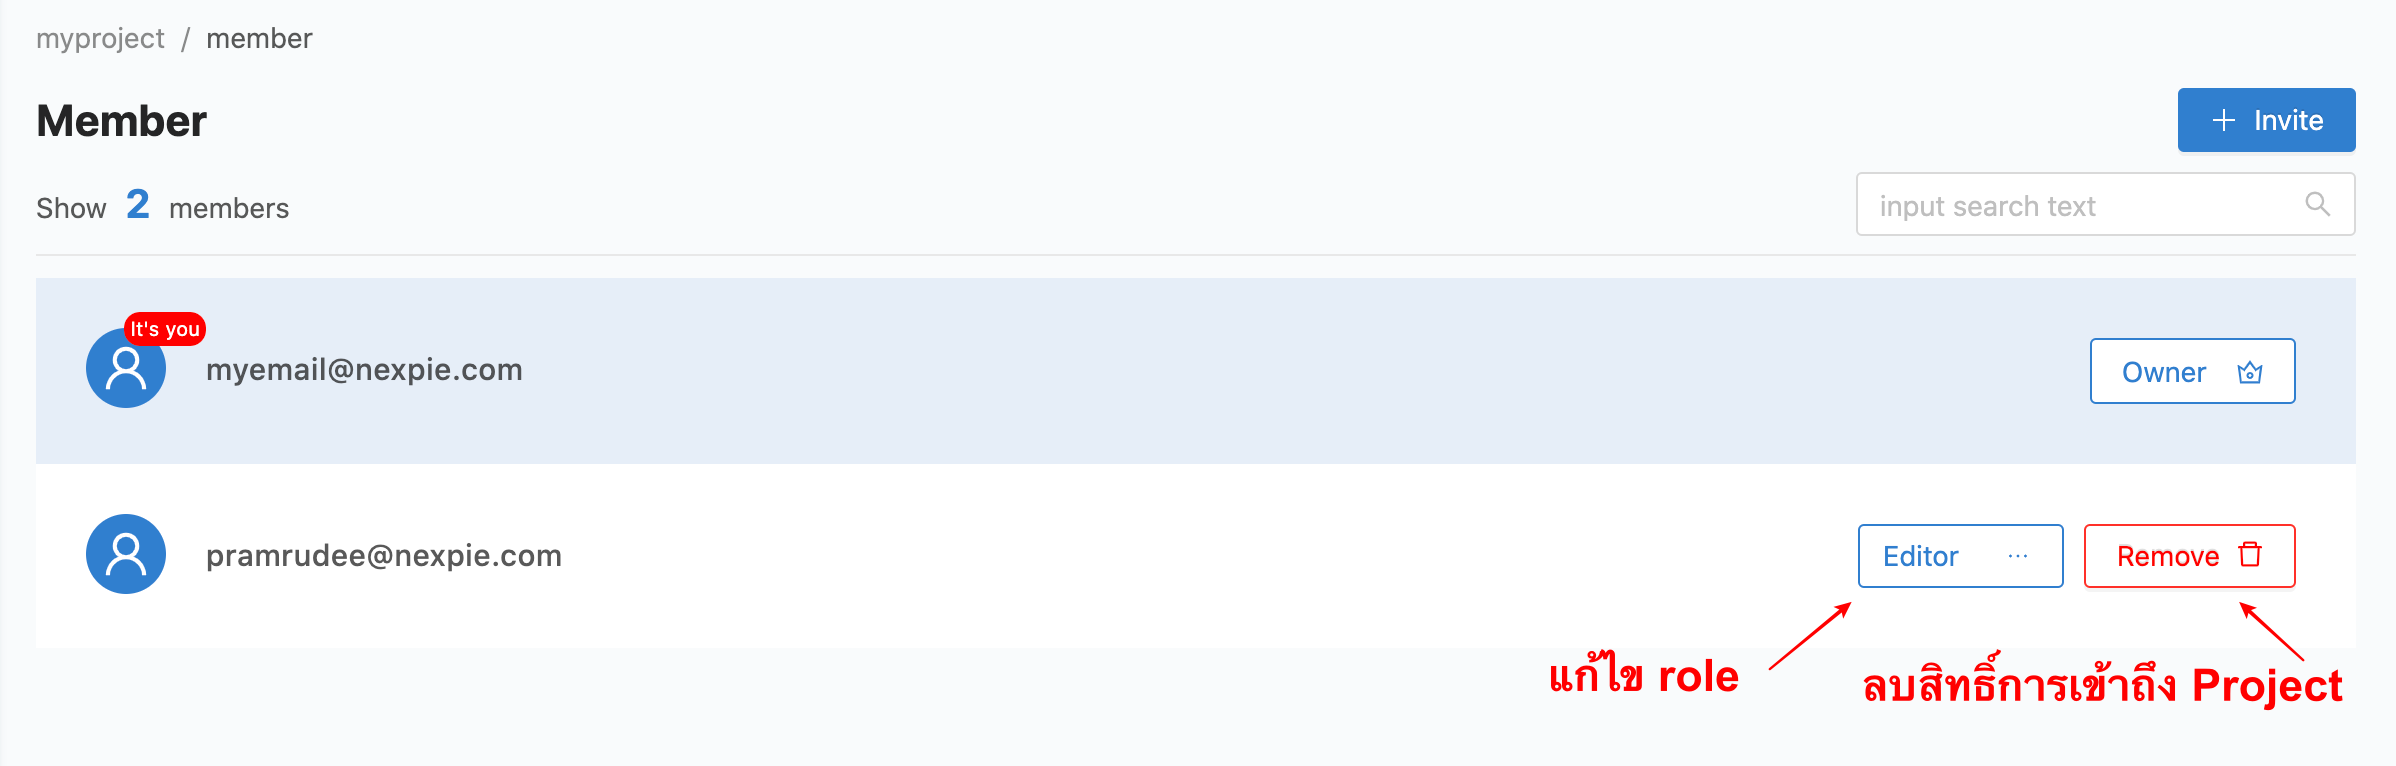 myproject / member
Member
+ Invite
Show 2 members
input search text
It's you
myemail@nexpie.com
Owner
pramrudee@nexpie.com
Editor ...
Remove
แก้ไข role
ลบสิทธิ์การเข้าถึง Project